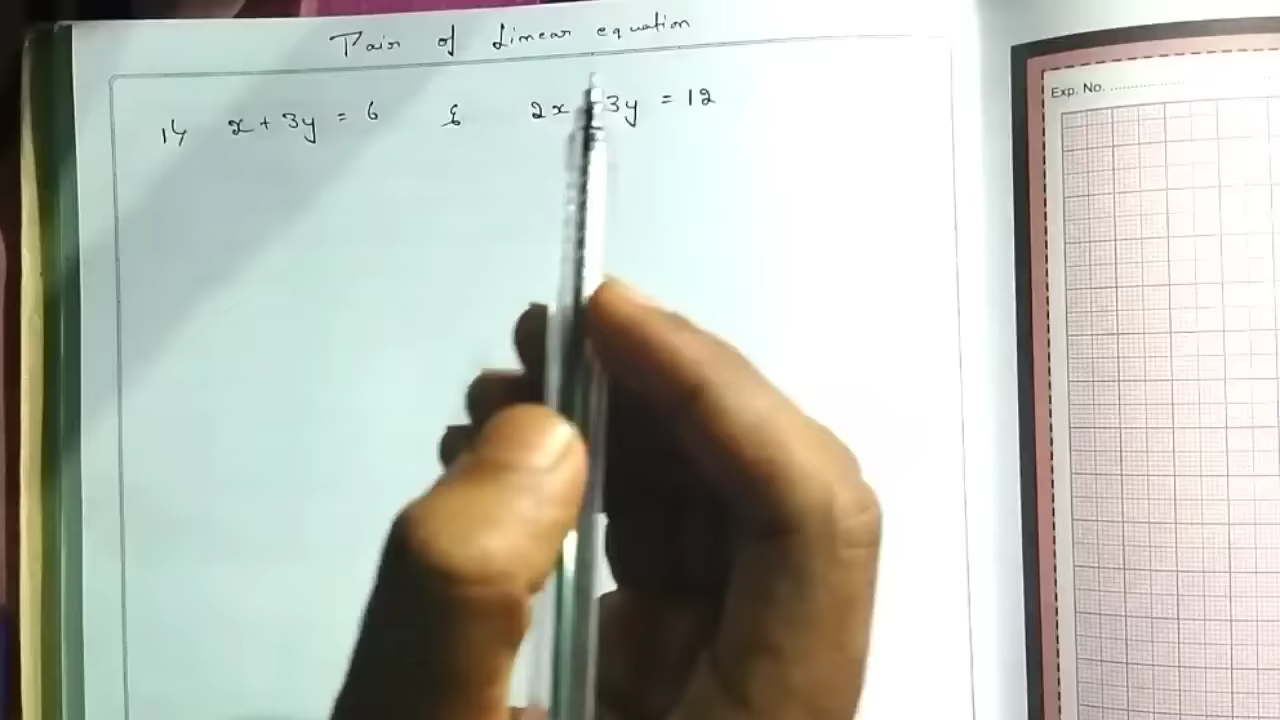 Pair of Linear equation
1) x + 3y = 6 & 2x 3y = 12
Exp. No. ....................